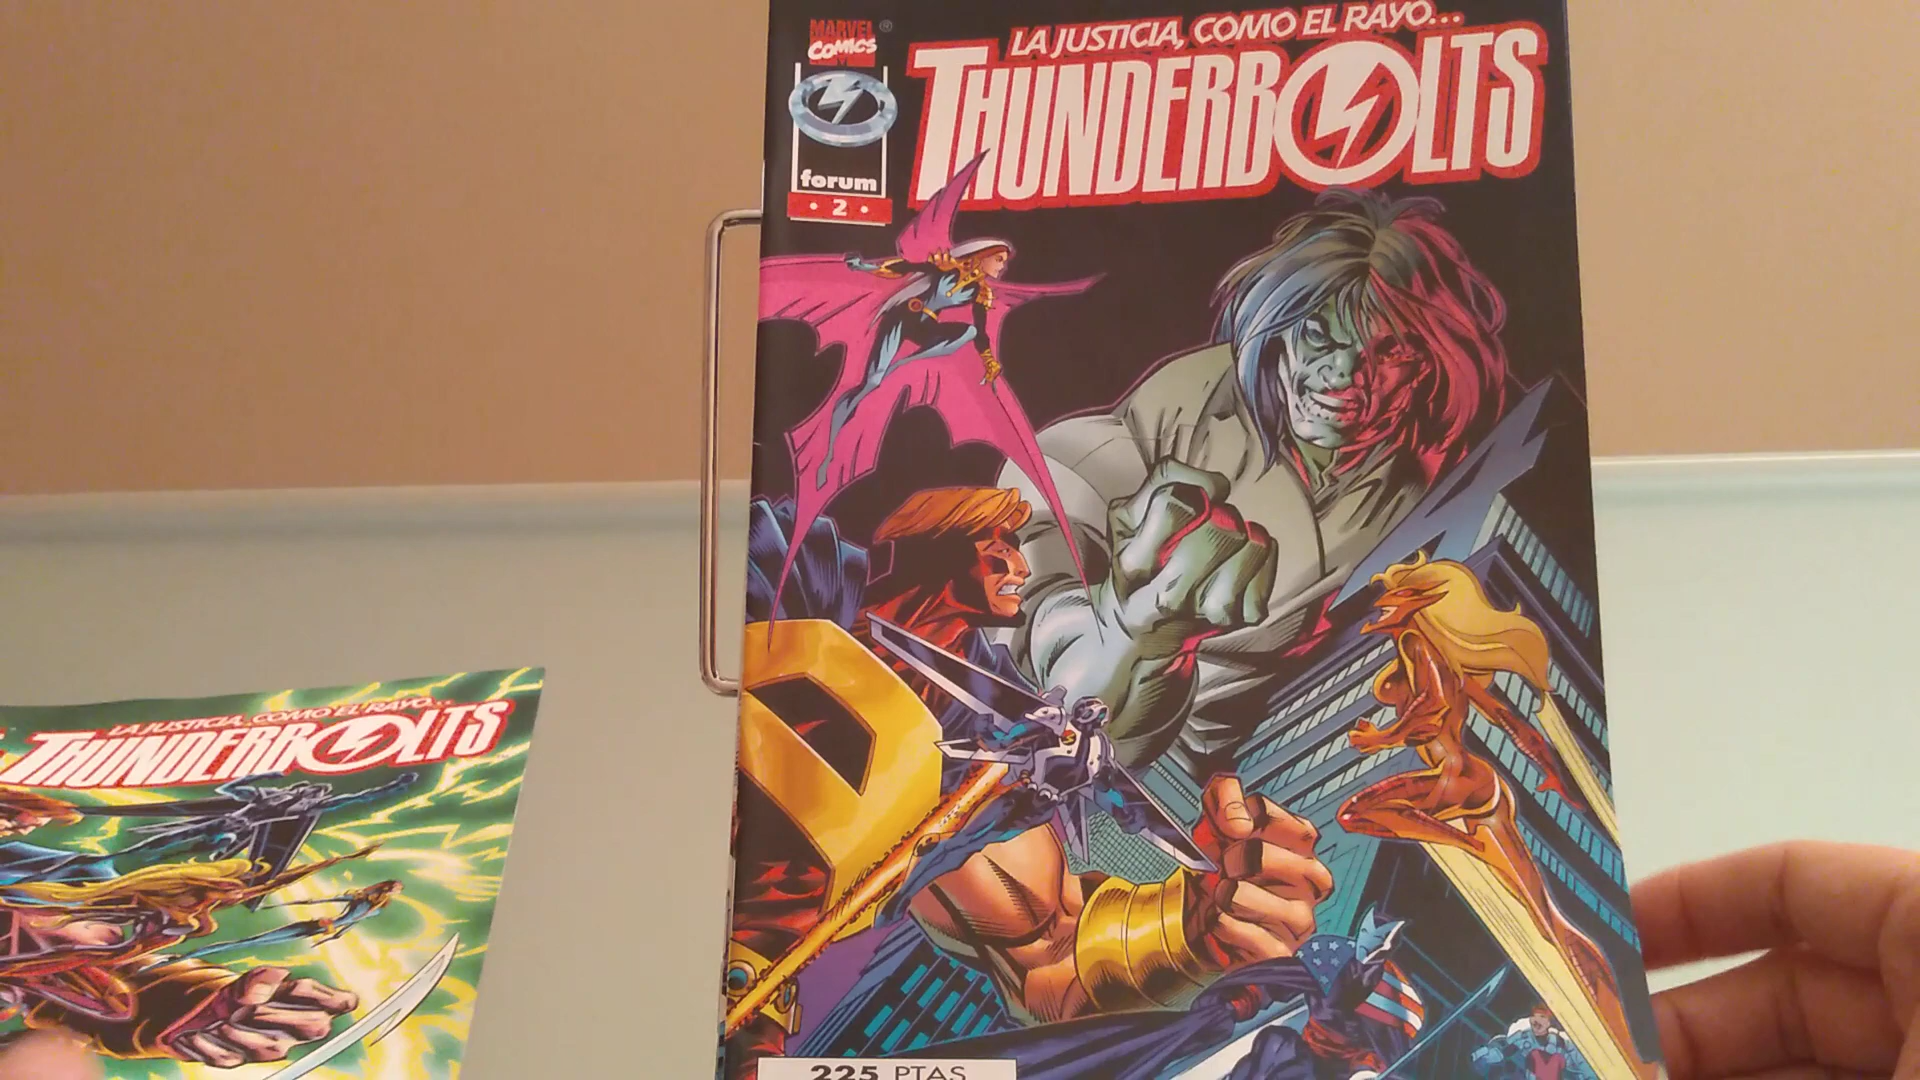 MARVEL
COMICS
forum
• 2 •
LA JUSTICIA, COMO EL RAYO...
THUNDERBOLTS
225 PTAS
LA JUSTICIA, COMO EL RAYO...
THUNDERBOLTS